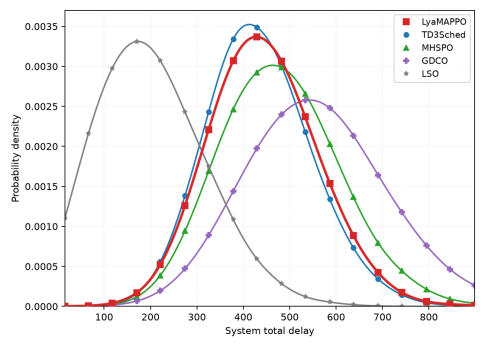 0.0035
0.0030
0.0025
0.0020
0.0015
0.0010
0.0005
0.0000
Probability density
100 200 300 400 500 600 700 800
System total delay
LyaMAPPO
TD3Sched
MHSPO
GDCO
LSO